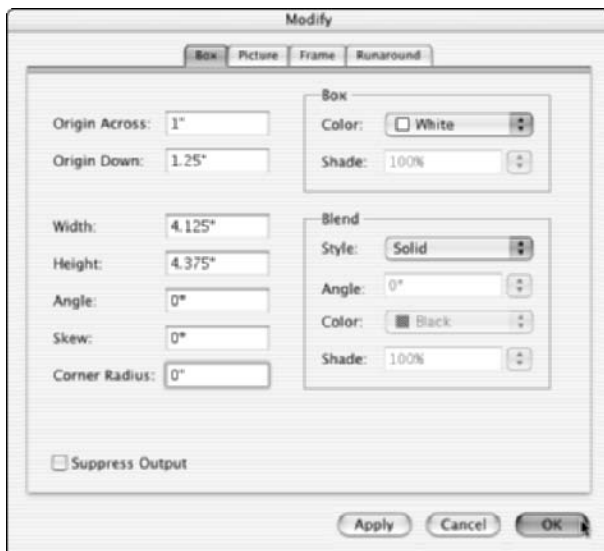 Modify
Box Picture Frame Runaround
Origin Across: 1"
Origin Down: 1.25"
Width: 4.125"
Height: 4.375"
Angle: 0°
Skew: 0°
Corner Radius: 0"
Suppress Output
Box
Color: White
Shade: 100%
Blend
Style: Solid
Angle: 0°
Color: Black
Shade: 100%
Apply Cancel OK